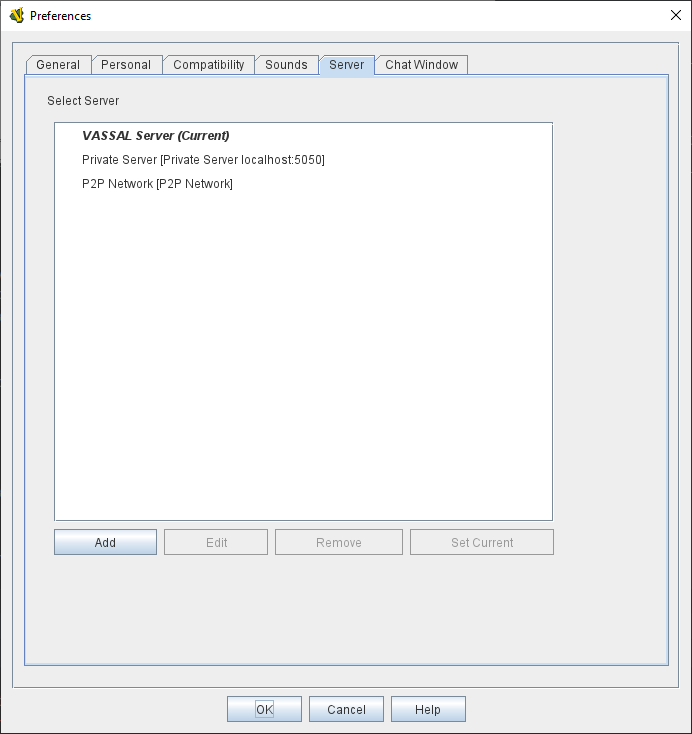 Preferences
General Personal Compatibility Sounds Server Chat Window
Select Server
VASSAL Server (Current)
Private Server [Private Server localhost:5050]
P2P Network [P2P Network]
Add Edit Remove Set Current
OK Cancel Help